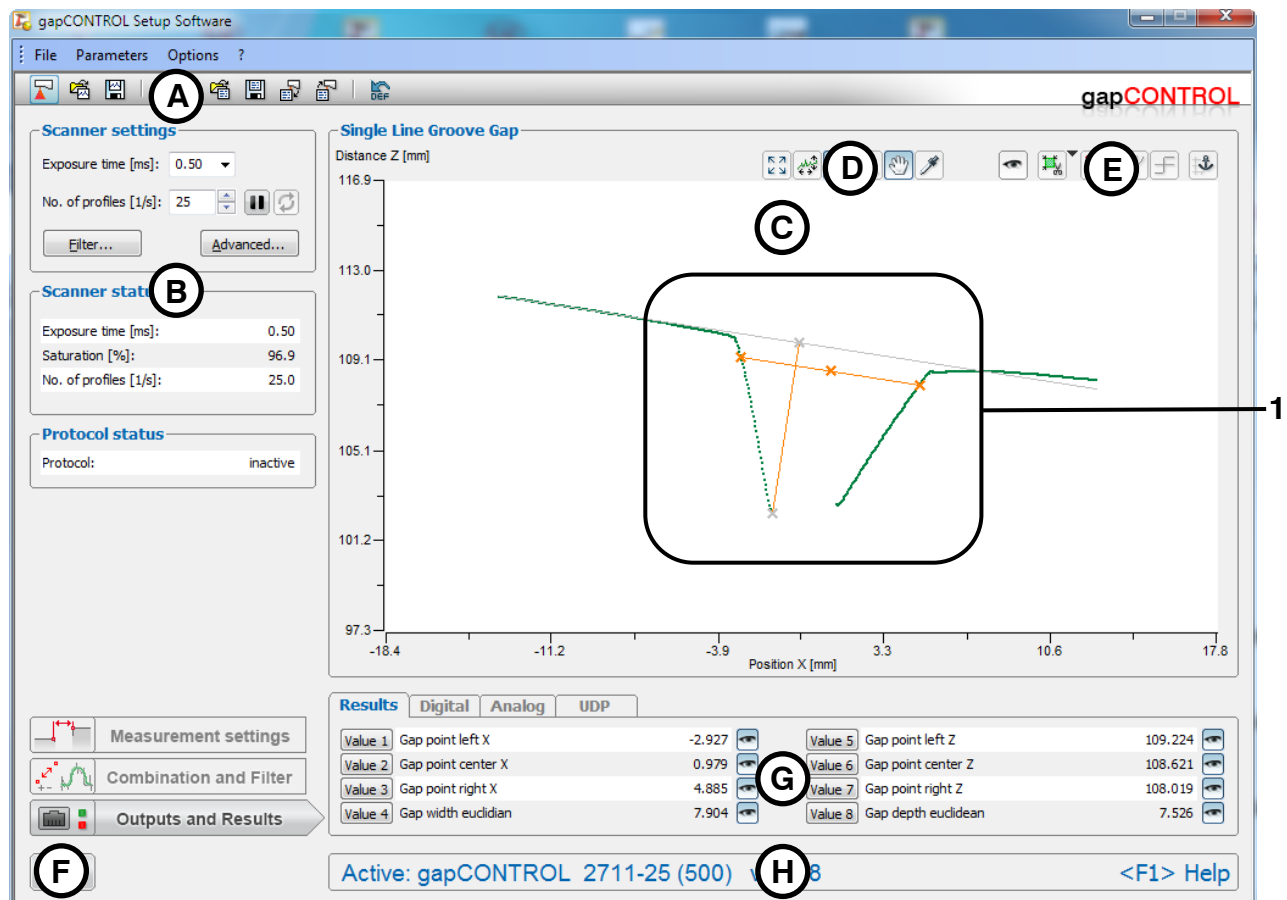 gapCONTROL Setup Software
File Parameters Options ?
A
DEF
gapCONTROL
Scanner settings
Exposure time [ms]: 0.50
No. of profiles [1/s]: 25
Filter... Advanced...
B
Exposure time [ms]: 0.50
Saturation [%]: 96.9
No. of profiles [1/s]: 25.0
Protocol status
Protocol: inactive
Single Line Groove Gap
Distance Z [mm]
D
E
C
116.9
113.0
109.1
105.1
101.2
97.3
1
-18.4 -11.2 -3.9 3.3 10.6 17.8
Position X [mm]
Measurement settings
Combination and Filter
Outputs and Results
F
Results Digital Analog UDP
Value 1 Gap point left X -2.927 Value 5 Gap point left Z 109.224
Value 2 Gap point center X 0.979 Value 6 Gap point center Z 108.621
Value 3 Gap point right X 4.885 Value 7 Gap point right Z 108.019
Value 4 Gap width euclidian 7.904 Value 8 Gap depth euclidean 7.526
G
Active: gapCONTROL 2711-25 (500) H 8 <F1> Help